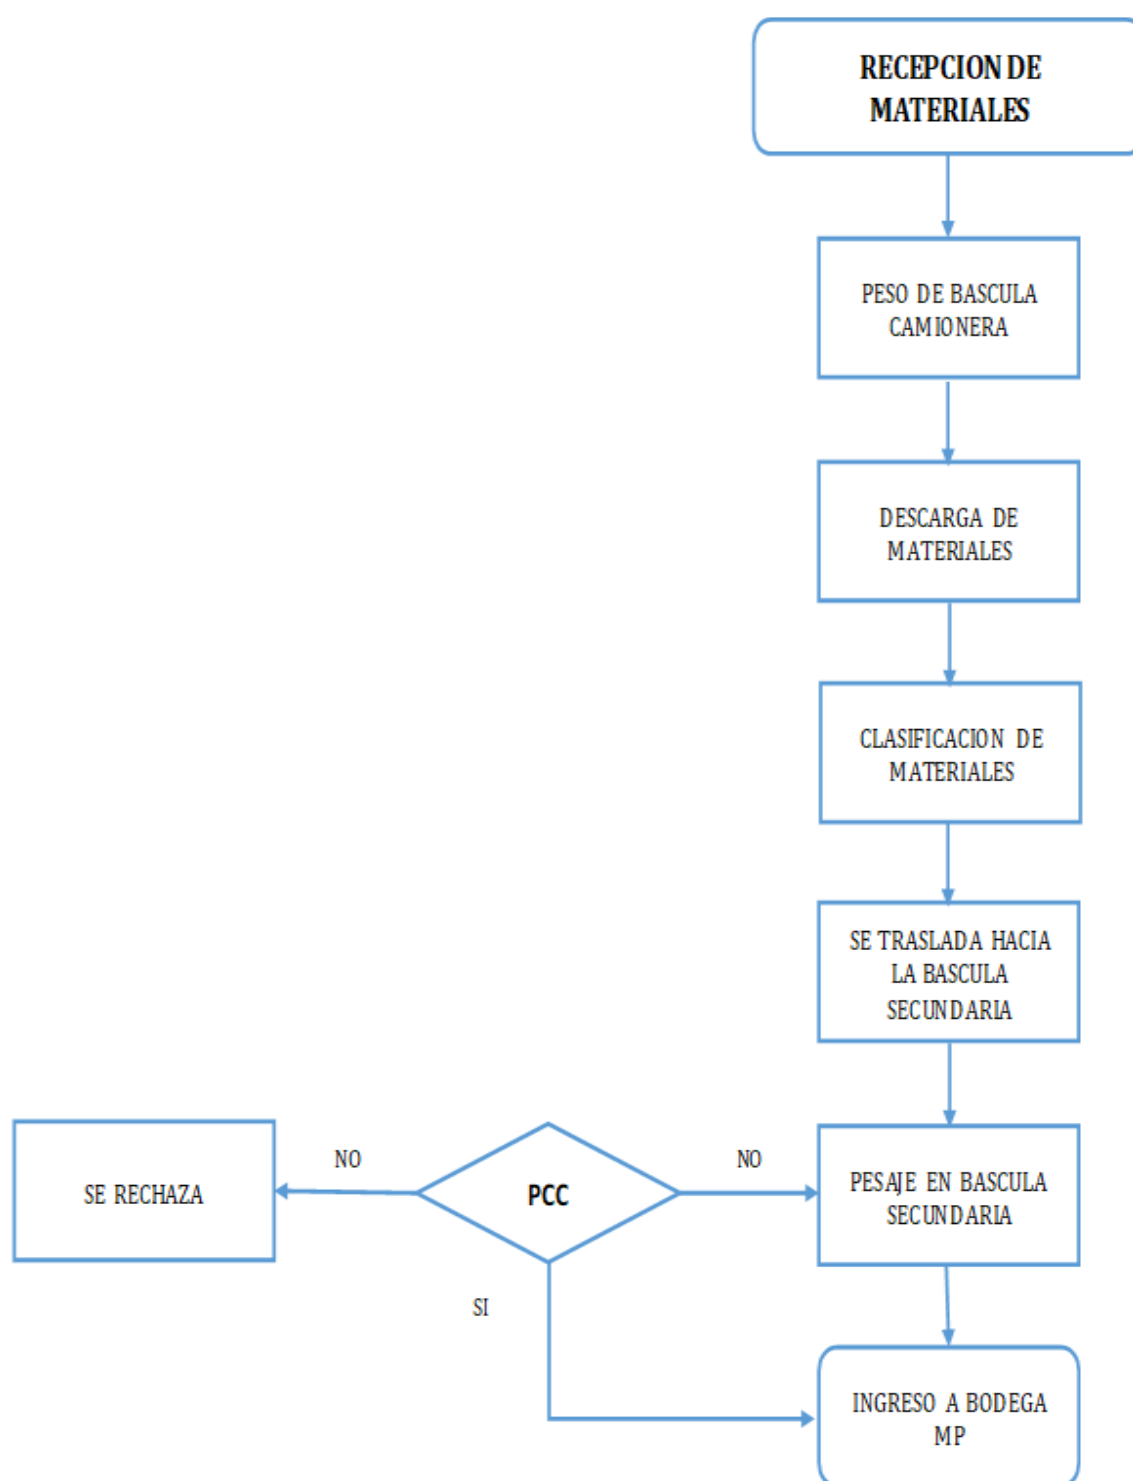 RECEPCION DE
MATERIALES
PESO DE BASCULA
CAMIONERA
DESCARGA DE
MATERIALES
CLASIFICACION DE
MATERIALES
SE TRASLADA HACIA
LA BASCULA
SECUNDARIA
SE RECHAZA
NO
PCC
NO
PESAJE EN BASCULA
SECUNDARIA
SI
INGRESO A BODEGA
MP